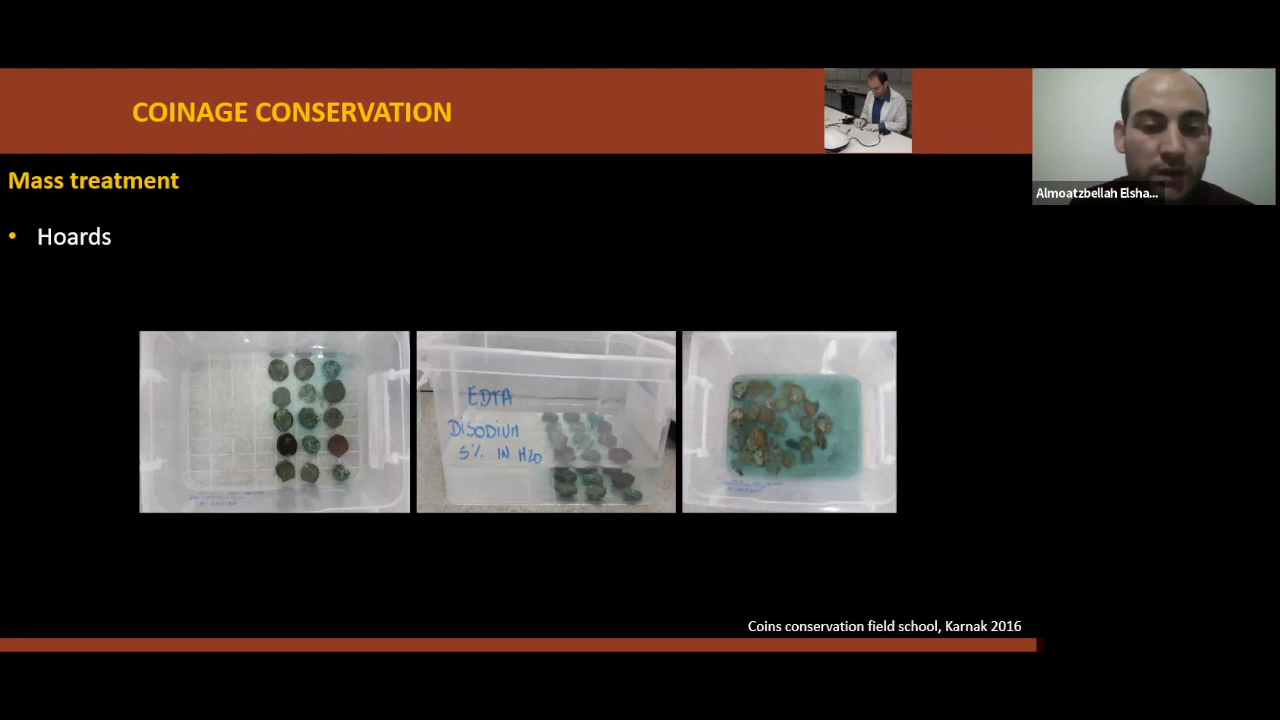 COINAGE CONSERVATION
Almoatzbellah Elsha...
Mass treatment
• Hoards
EDTA
DISODIUM
5% IN H2O
Coins conservation field school, Karnak 2016